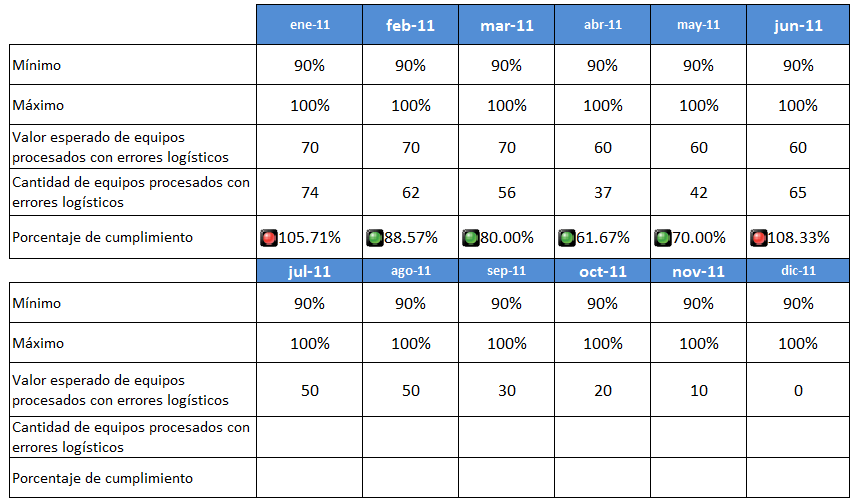 ene-11 feb-11 mar-11 abr-11 may-11 jun-11
Mínimo 90% 90% 90% 90% 90% 90%
Máximo 100% 100% 100% 100% 100% 100%
Valor esperado de equipos
procesados con errores logísticos 70 70 70 60 60 60
Cantidad de equipos procesados con
errores logísticos 74 62 56 37 42 65
Porcentaje de cumplimiento 105.71% 88.57% 80.00% 61.67% 70.00% 108.33%
jul-11 ago-11 sep-11 oct-11 nov-11 dic-11
Mínimo 90% 90% 90% 90% 90% 90%
Máximo 100% 100% 100% 100% 100% 100%
Valor esperado de equipos
procesados con errores logísticos 50 50 30 20 10 0
Cantidad de equipos procesados con
errores logísticos
Porcentaje de cumplimiento